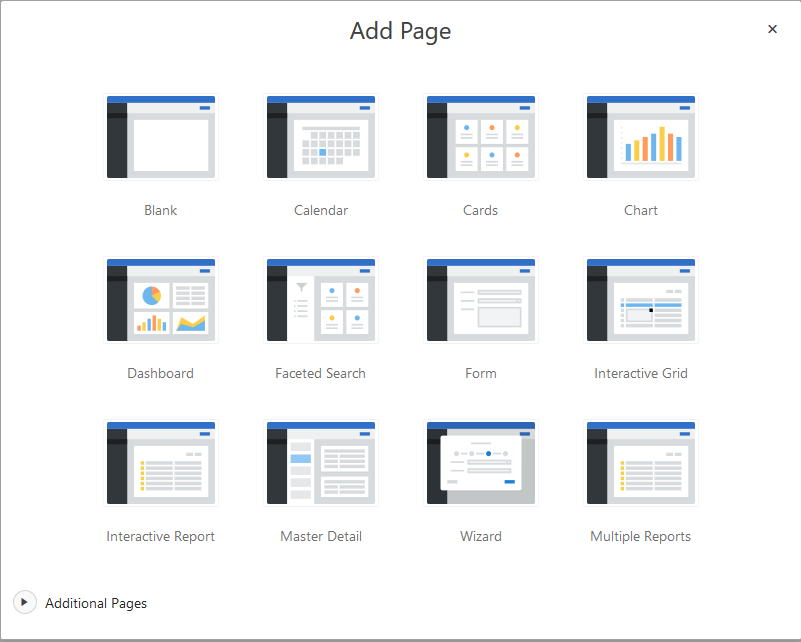 Add Page
Blank
Calendar
Cards
Chart
Dashboard
Faceted Search
Form
Interactive Grid
Interactive Report
Master Detail
Wizard
Multiple Reports
Additional Pages